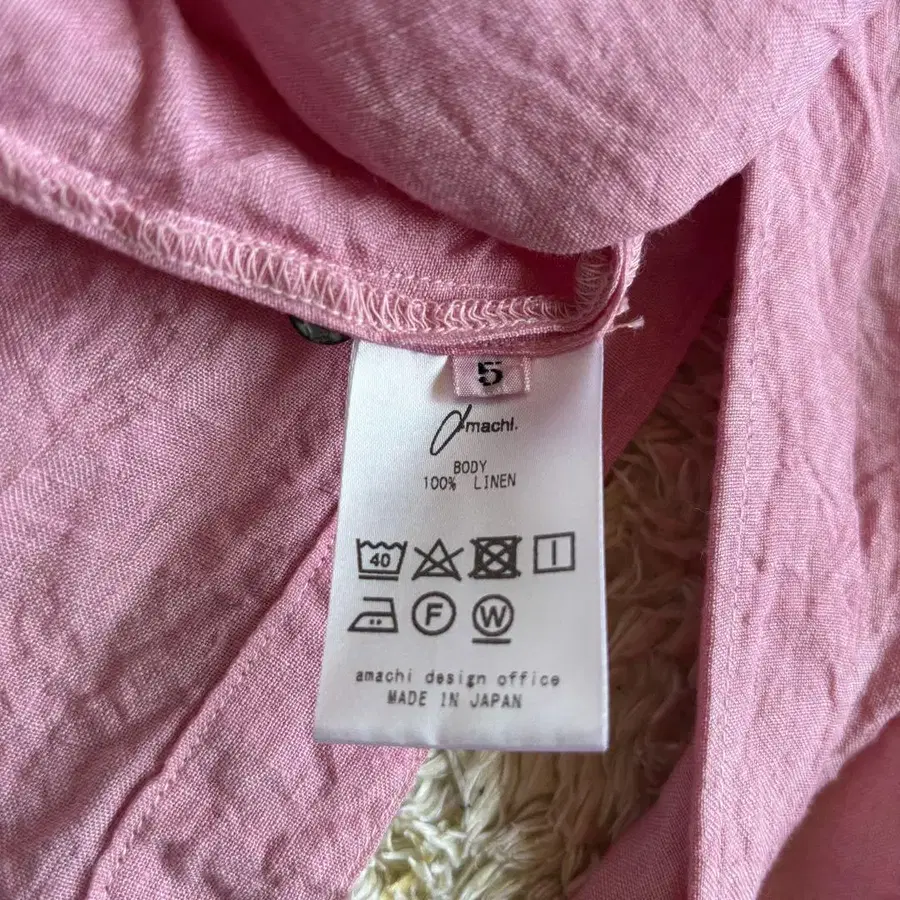 5
amachi.
BODY
100% LINEN
40
F
W
amachi design office
MADE IN JAPAN